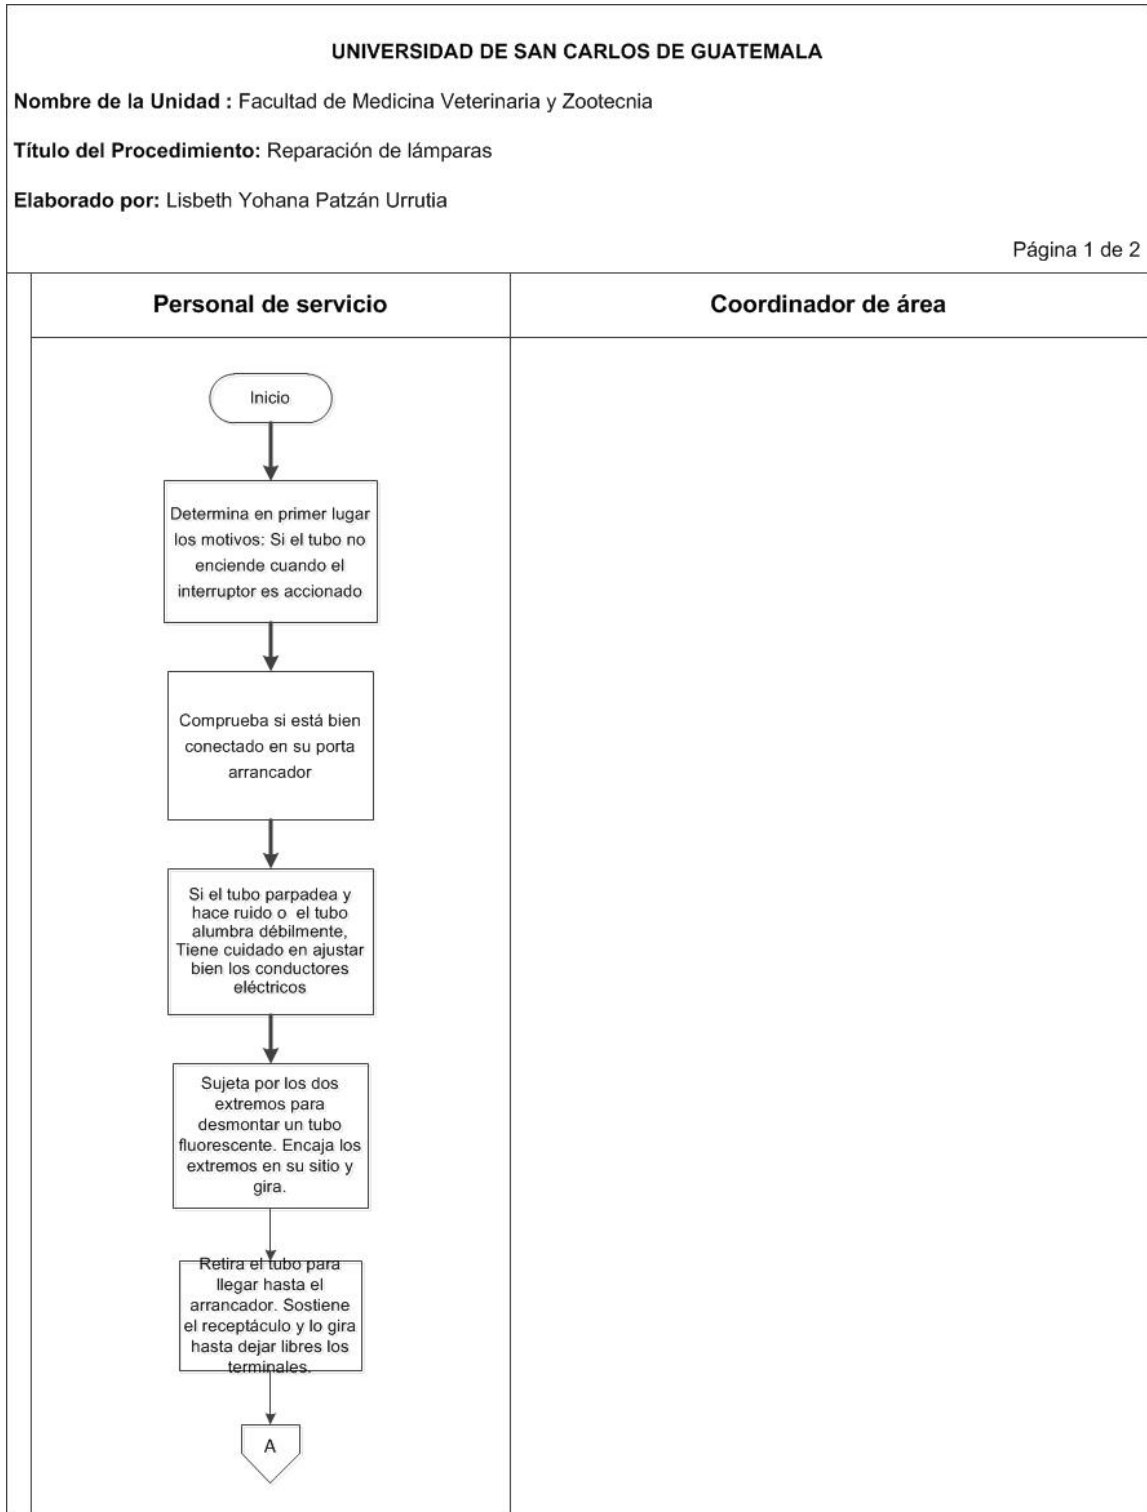 UNIVERSIDAD DE SAN CARLOS DE GUATEMALA
Nombre de la Unidad : Facultad de Medicina Veterinaria y Zootecnia
Título del Procedimiento: Reparación de lámparas
Elaborado por: Lisbeth Yohana Patzán Urrutia
Página 1 de 2
Personal de servicio
Coordinador de área
Inicio
Determina en primer lugar
los motivos: Si el tubo no
enciende cuando el
interruptor es accionado
Comprueba si está bien
conectado en su porta
arrancador
Si el tubo parpadea y
hace ruido o el tubo
alumbra débilmente,
Tiene cuidado en ajustar
bien los conductores
eléctricos
Sujeta por los dos
extremos para
desmontar un tubo
fluorescente. Encaja los
extremos en su sitio y
gira.
Retira el tubo para
llegar hasta el
arrancador. Sostiene
el receptáculo y lo gira
hasta dejar libres los
terminales.
A